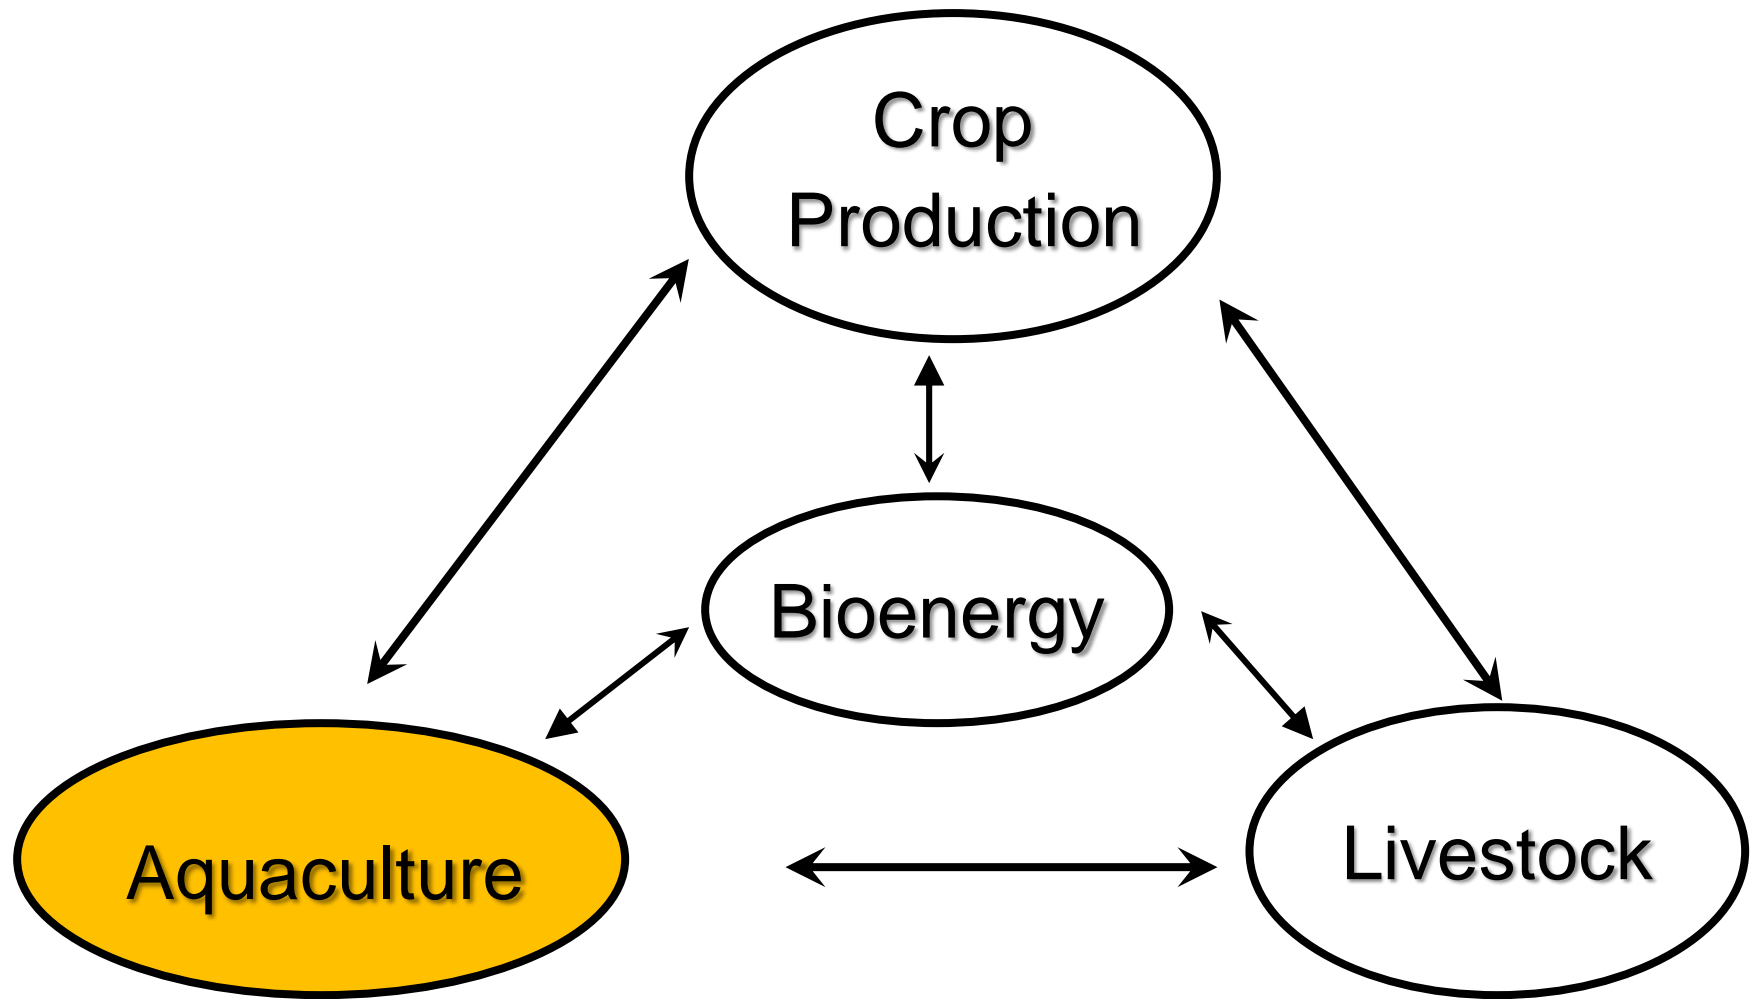 Crop
Production
Bioenergy
Aquaculture
Livestock